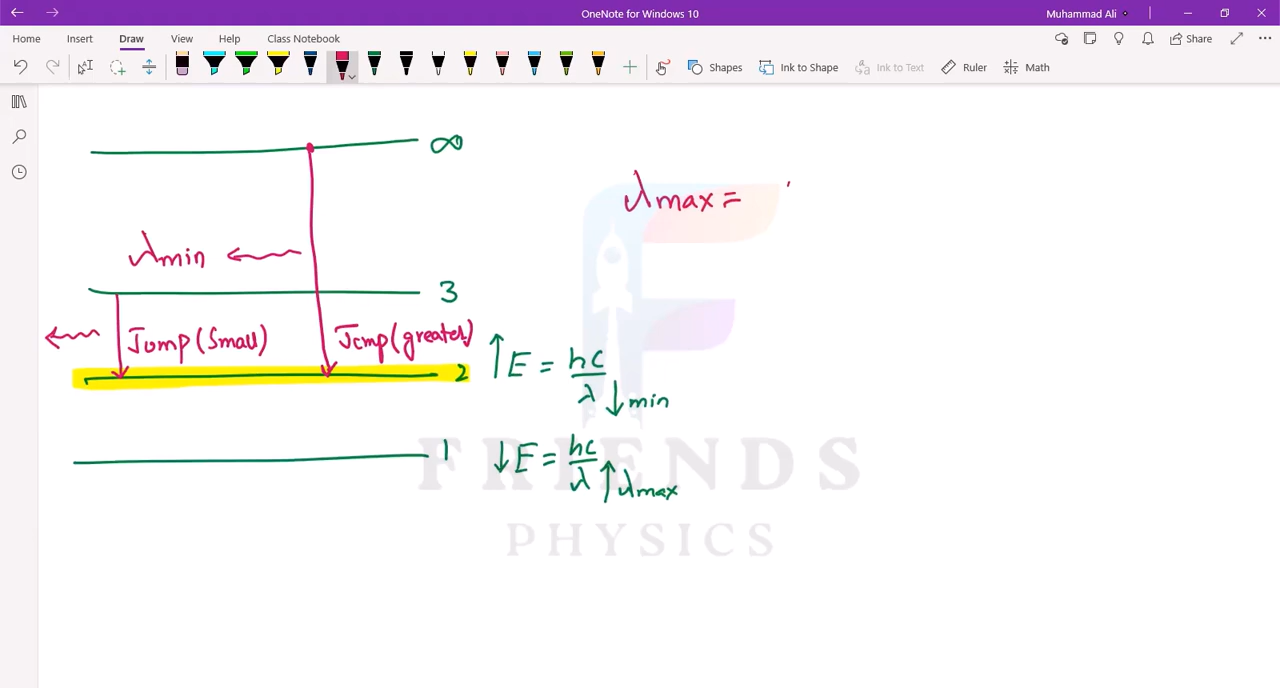 OneNote for Windows 10
Muhammad Ali
Home Insert Draw View Help Class Notebook
Share
Shapes Ink to Shape Ink to Text Ruler Math
∞
λmax =
λmin
3
Jump (Small) Jump (greater)
2
↑E = hc/λ ↓min
1
↓E = hc/λ ↑λmax
FRIENDS
PHYSICS